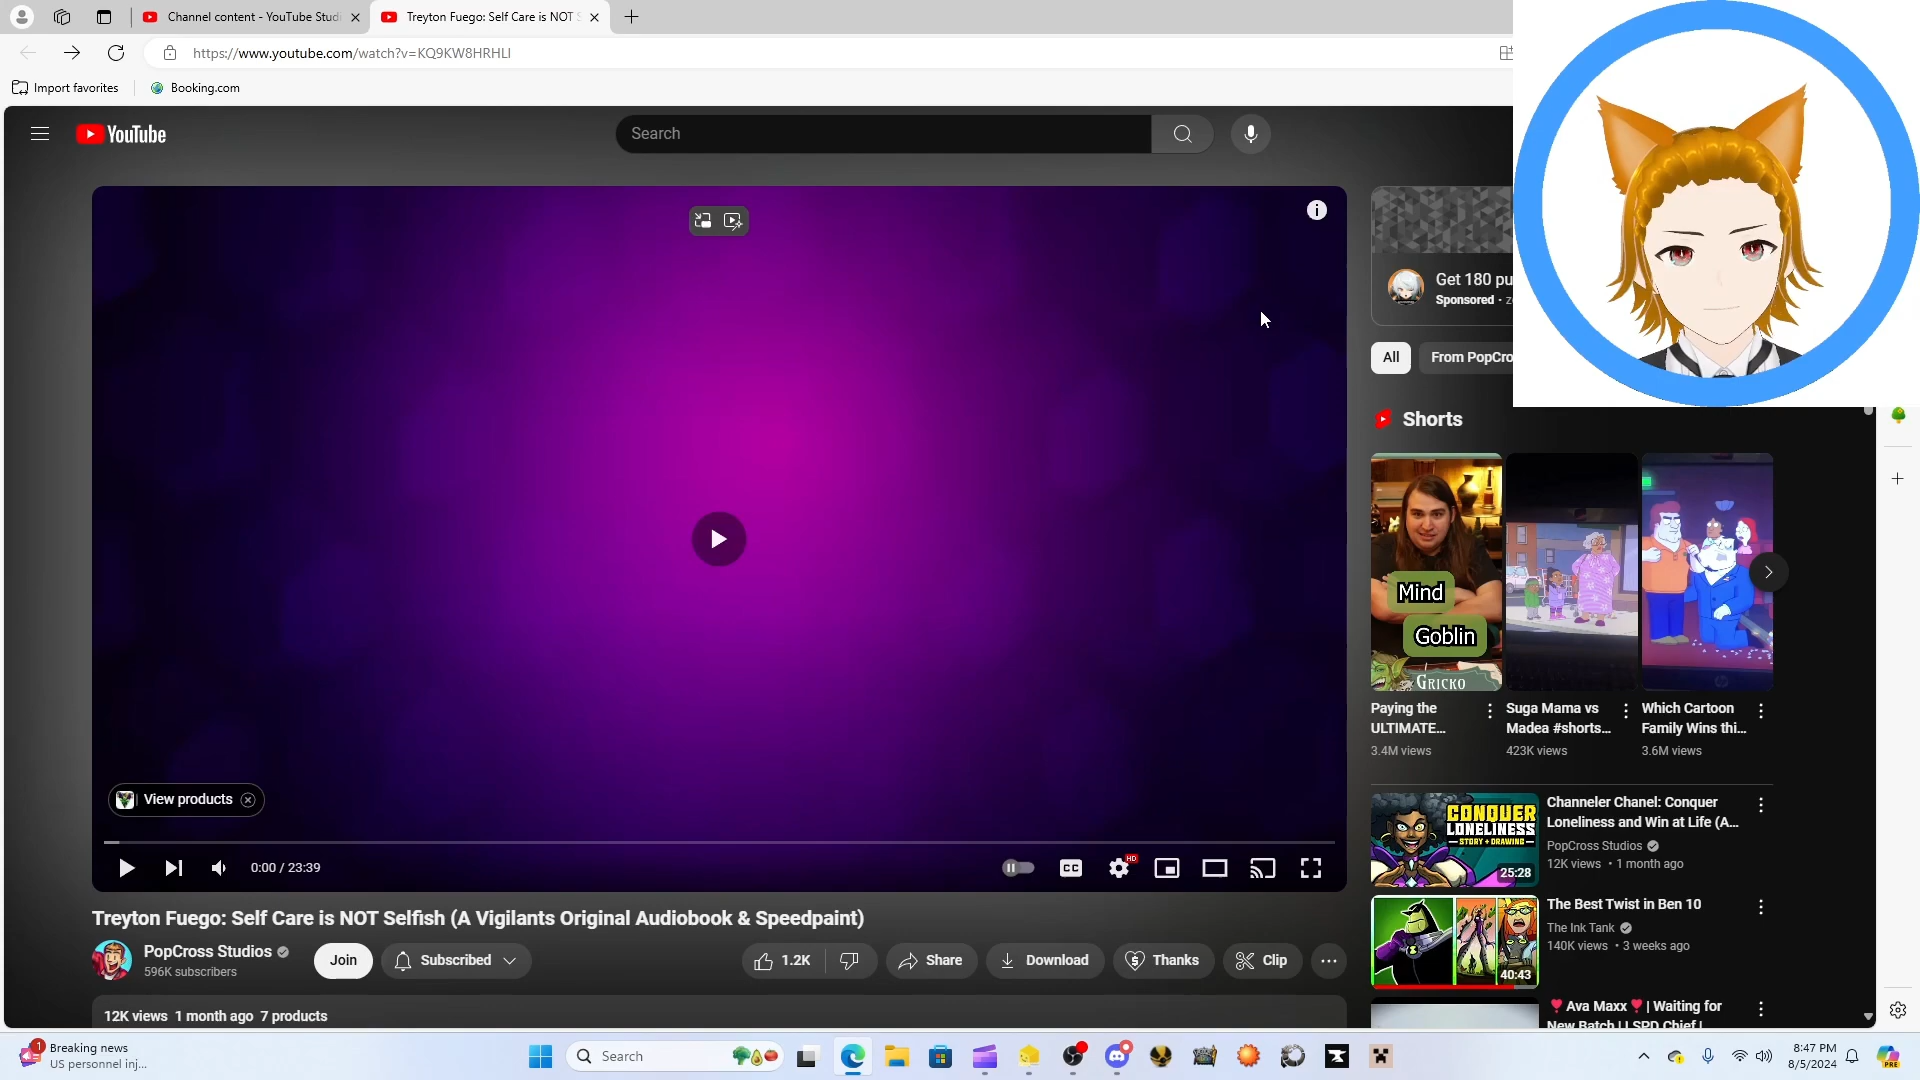 Channel content - YouTube Studi
Treyton Fuego: Self Care is NOT S
https://www.youtube.com/watch?v=KQ9KW8HRHLI
Import favorites
Booking.com
YouTube
Search
i
Get 180 pu
Sponsored
All
From PopCro
Shorts
Mind
Goblin
GRICKO
Paying the
ULTIMATE...
3.4M views
Suga Mama vs
Madea #shorts...
423K views
Which Cartoon
Family Wins thi...
3.6M views
View products
0:00 / 23:39
CC
HD
Treyton Fuego: Self Care is NOT Selfish (A Vigilants Original Audiobook & Speedpaint)
PopCross Studios
596K subscribers
Join
Subscribed
1.2K
Share
Download
Thanks
Clip
12K views 1 month ago 7 products
CONQUER
LONELINESS
STORY + DRAWING
25:28
Channeler Chanel: Conquer
Loneliness and Win at Life (A...
PopCross Studios
12K views • 1 month ago
40:43
The Best Twist in Ben 10
The Ink Tank
140K views • 3 weeks ago
Ava Maxx | Waiting for
New Batch | LSPD Chief |
1
Breaking news
US personnel inj...
Search
8:47 PM
8/5/2024
PRE